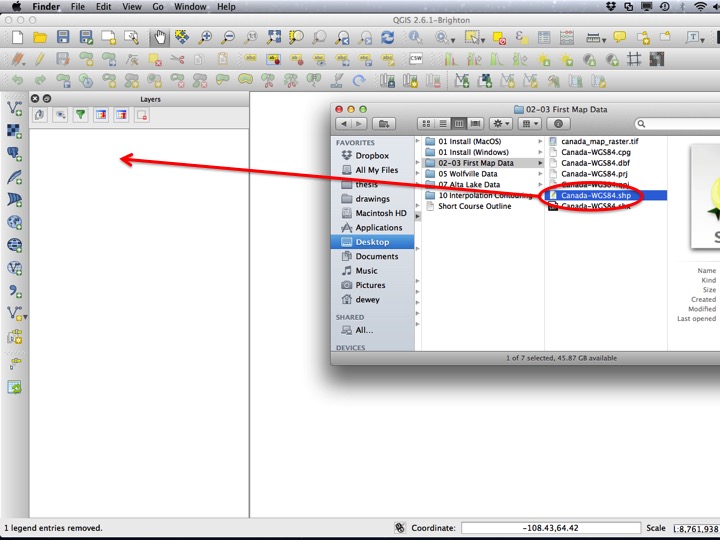 Finder File Edit View Go Window Help
QGIS 2.6.1-Brighton
CSW
Layers
02-03 First Map Data
FAVORITES
Dropbox
All My Files
thesis
drawings
Macintosh HD
Applications
Desktop
Documents
Music
Pictures
dewey
SHARED
All...
DEVICES
01 Install (MacOS)
01 Install (Windows)
02-03 First Map Data
05 Wolfville Data
07 Alta Lake Data
10 Interpolation Contouring
Short Course Outline
canada_map_raster.tif
Canada-WGS84.cpg
Canada-WGS84.dbf
Canada-WGS84.prj
Canada-WGS84.qpj
Canada-WGS84.shp
Canada-WGS84.shx
S
Name
Kind
Size
Created
Modified
Last opened
1 of 7 selected, 45.87 GB available
1 legend entries removed.
Coordinate: -108.43,64.42 Scale 1:8,761,938